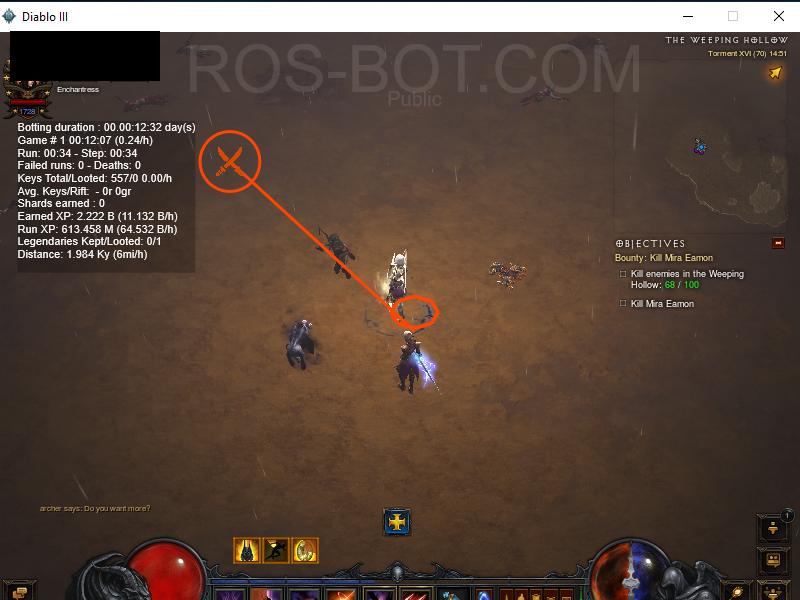 Diablo III
ROS-BOT.COM
Public
THE WEEPING HOLLOW
Torment XVI (70) 14:51
Enchantress
1728
Botting duration : 00.00:12:32 day(s)
Game # 1 00:12:07 (0.24/h)
Run: 00:34 - Step: 00:34
Failed runs: 0 - Deaths: 0
Keys Total/Looted: 557/0 0.00/h
Avg. Keys/Rift:  - 0r 0gr
Shards earned : 0
Earned XP: 2.222 B (11.132 B/h)
Run XP: 613.458 M (64.532 B/h)
Legendaries Kept/Looted: 0/1
Distance: 1.984 Ky (6mi/h)
OBJECTIVES
Bounty: Kill Mira Eamon
Kill enemies in the Weeping
Hollow: 68 / 100
Kill Mira Eamon
archer says: Do you want more?
1